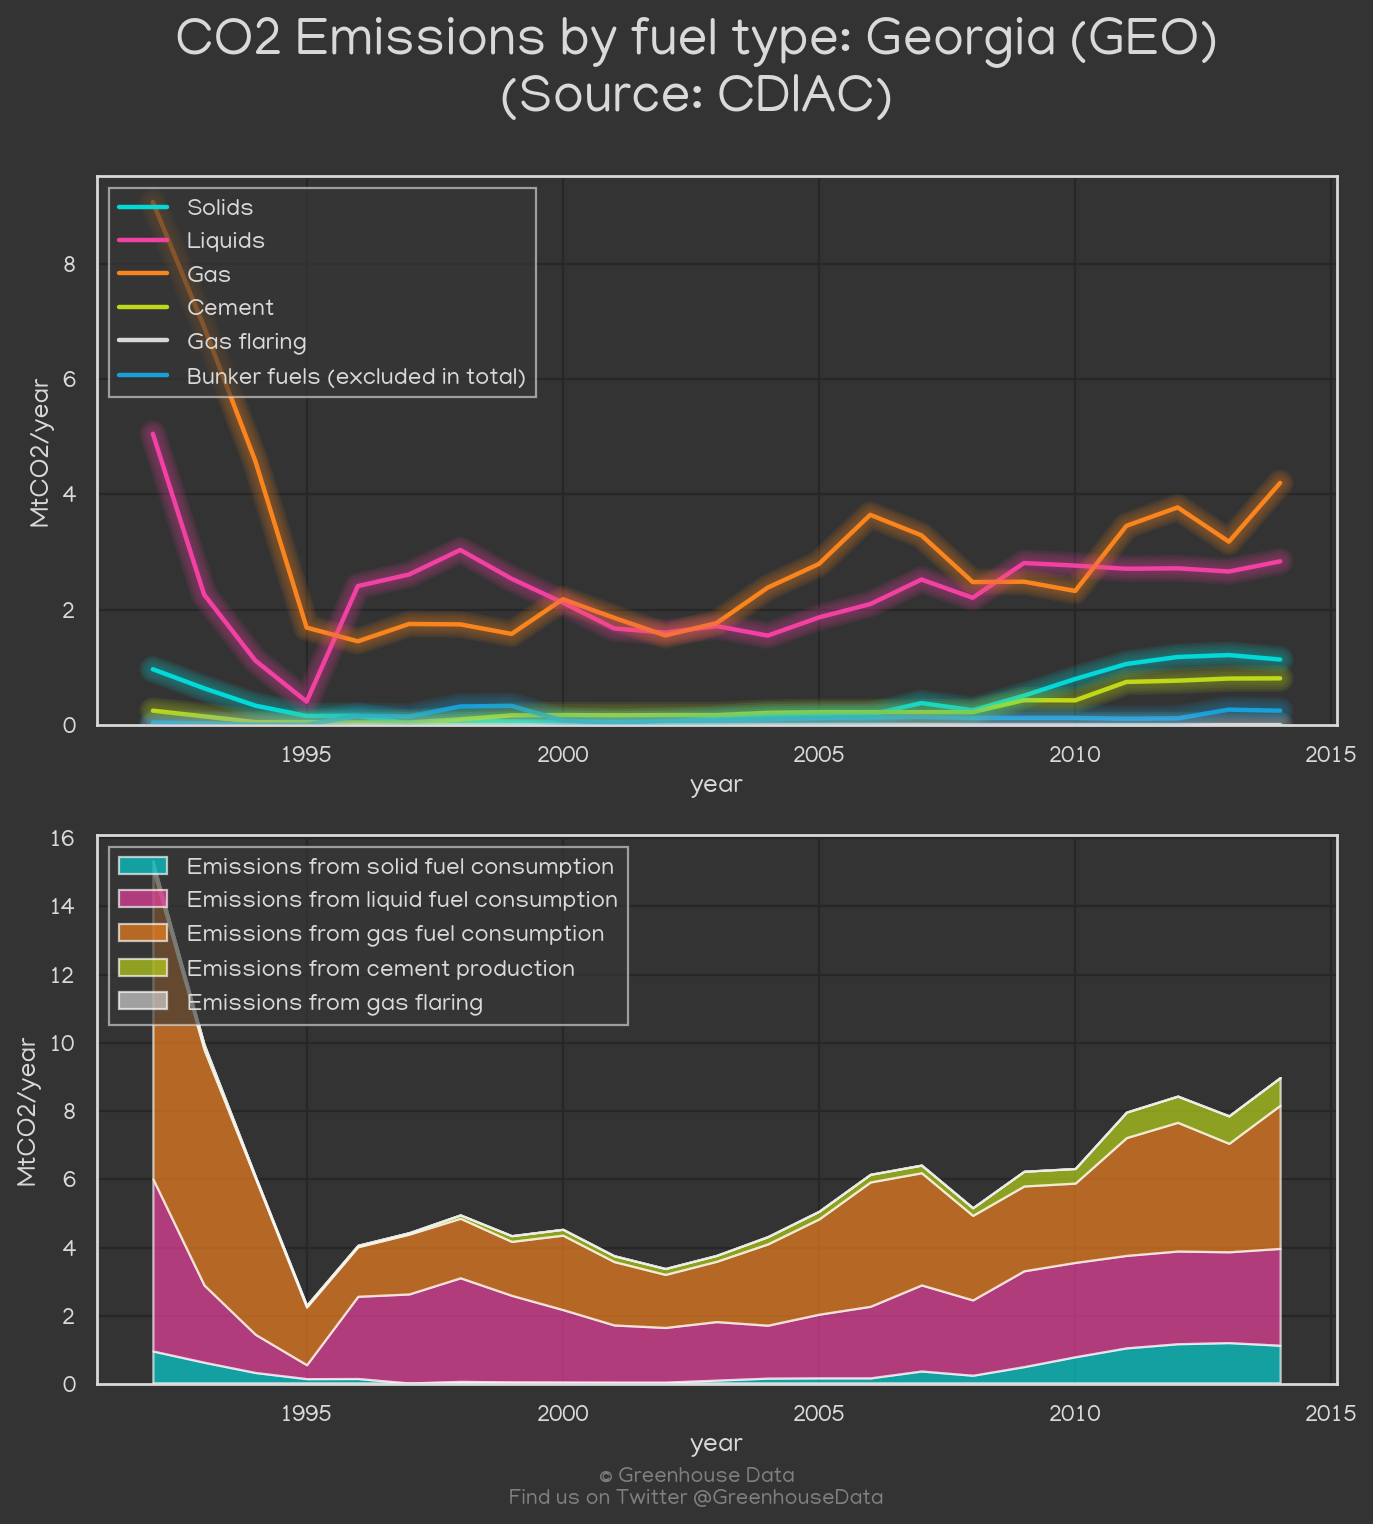 CO2 Emissions by fuel type: Georgia (GEO)
(Source: CDIAC)
Solids
Liquids
Gas
Cement
Gas flaring
Bunker fuels (excluded in total)
8
6
4
2
0
MtCO2/year
1995 2000 2005 2010 2015
year
Emissions from solid fuel consumption
Emissions from liquid fuel consumption
Emissions from gas fuel consumption
Emissions from cement production
Emissions from gas flaring
16
14
12
10
8
6
4
2
0
MtCO2/year
1995 2000 2005 2010 2015
year
© Greenhouse Data
Find us on Twitter @GreenhouseData